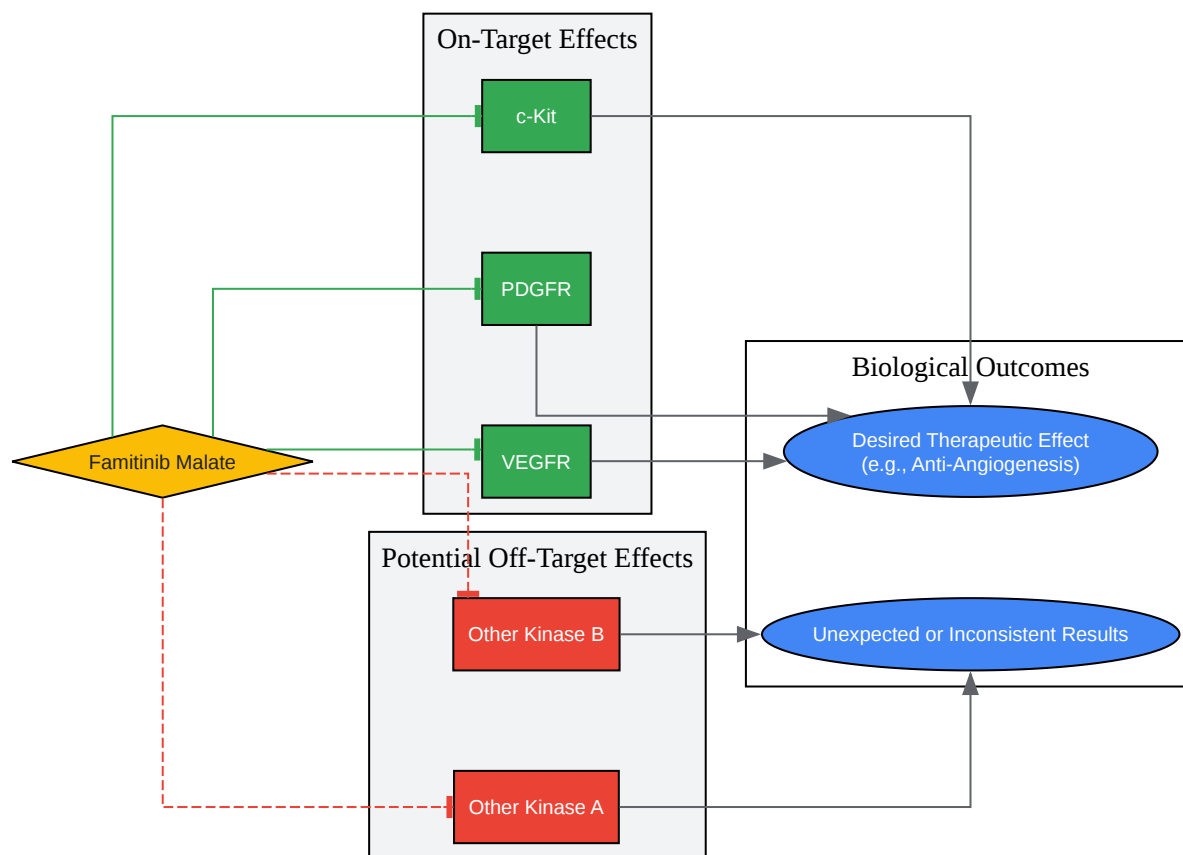 On-Target Effects
c-Kit
PDGFR
Biological Outcomes
Famitinib Malate
VEGFR
Desired Therapeutic Effect
(e.g., Anti-Angiogenesis)
Potential Off-Target Effects
Other Kinase B
Unexpected or Inconsistent Results
Other Kinase A